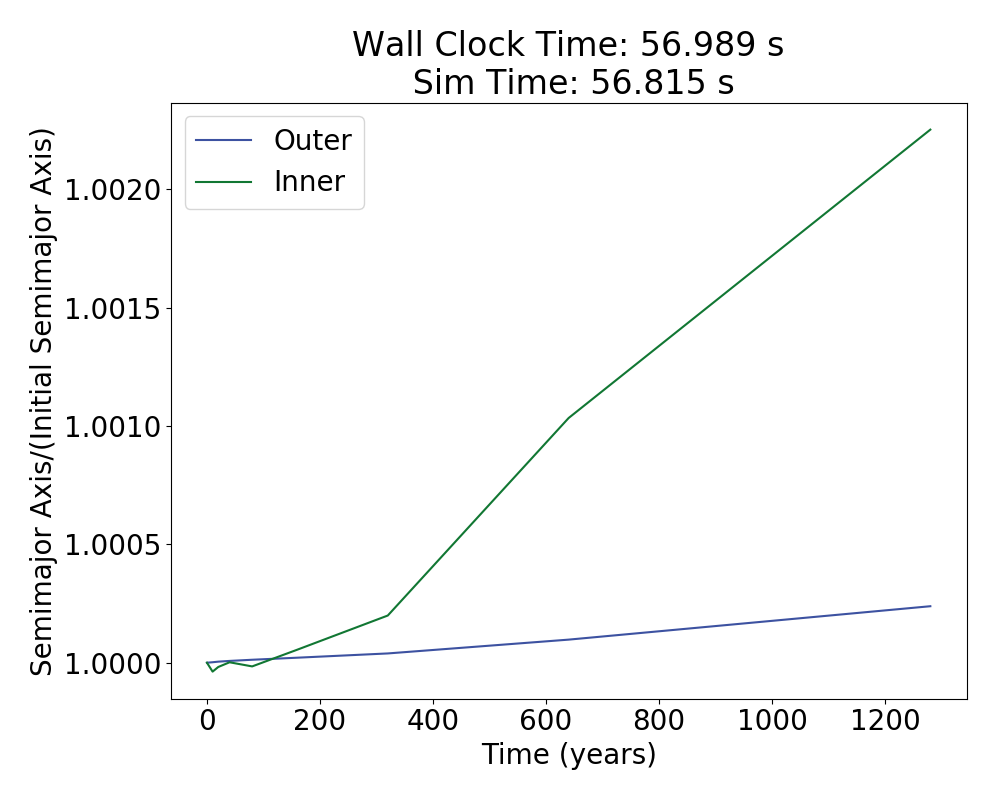 Wall Clock Time: 56.989 s
Sim Time: 56.815 s
Outer
Inner
Semimajor Axis/(Initial Semimajor Axis)
1.0020
1.0015
1.0010
1.0005
1.0000
0 200 400 600 800 1000 1200
Time (years)